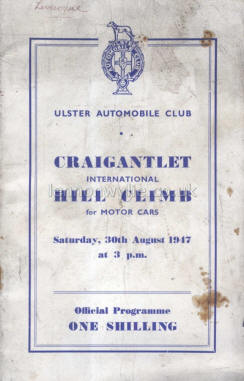 ULSTER AUTOMOBILE CLUB
CRAIGANTLET
INTERNATIONAL
HILL CLIMB
for MOTOR CARS
Saturday, 30th August 1947
at 3 p.m.
Official Programme
ONE SHILLING